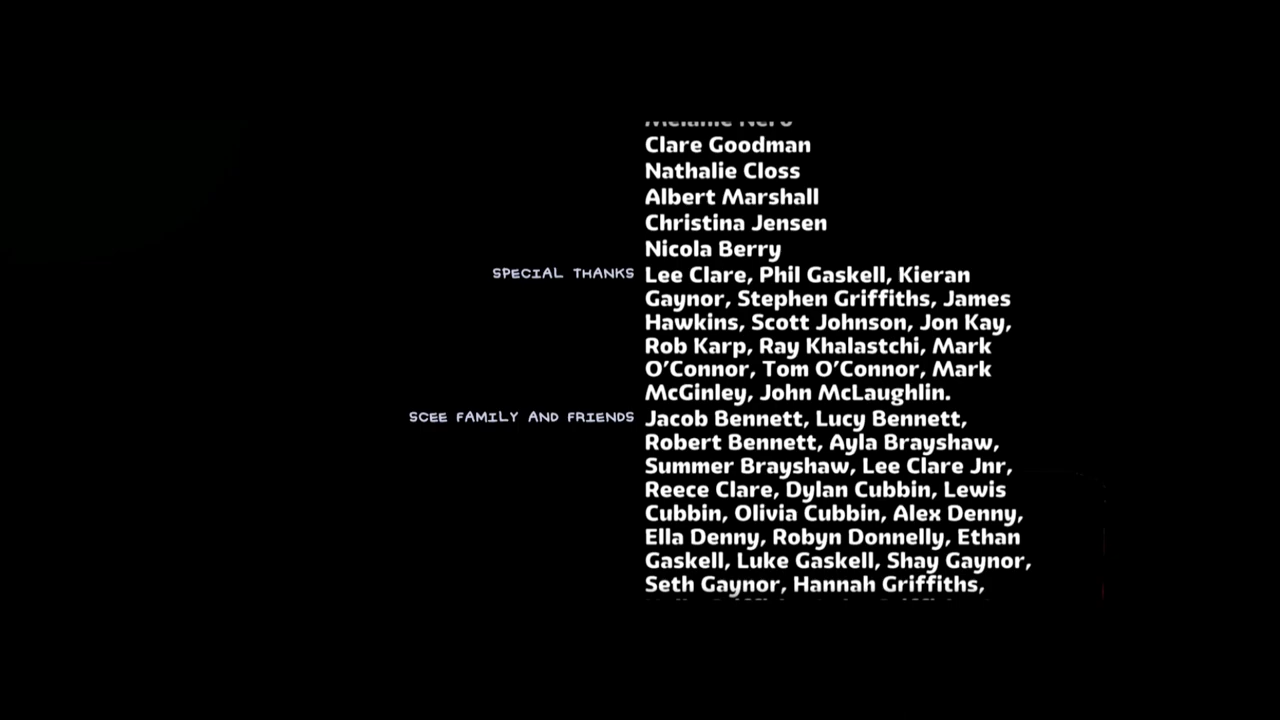 Clare Goodman
Nathalie Closs
Albert Marshall
Christina Jensen
Nicola Berry
SPECIAL THANKS Lee Clare, Phil Gaskell, Kieran
Gaynor, Stephen Griffiths, James
Hawkins, Scott Johnson, Jon Kay,
Rob Karp, Ray Khalastchi, Mark
O’Connor, Tom O’Connor, Mark
McGinley, John McLaughlin.
SCEE FAMILY AND FRIENDS Jacob Bennett, Lucy Bennett,
Robert Bennett, Ayla Brayshaw,
Summer Brayshaw, Lee Clare Jnr,
Reece Clare, Dylan Cubbin, Lewis
Cubbin, Olivia Cubbin, Alex Denny,
Ella Denny, Robyn Donnelly, Ethan
Gaskell, Luke Gaskell, Shay Gaynor,
Seth Gaynor, Hannah Griffiths,